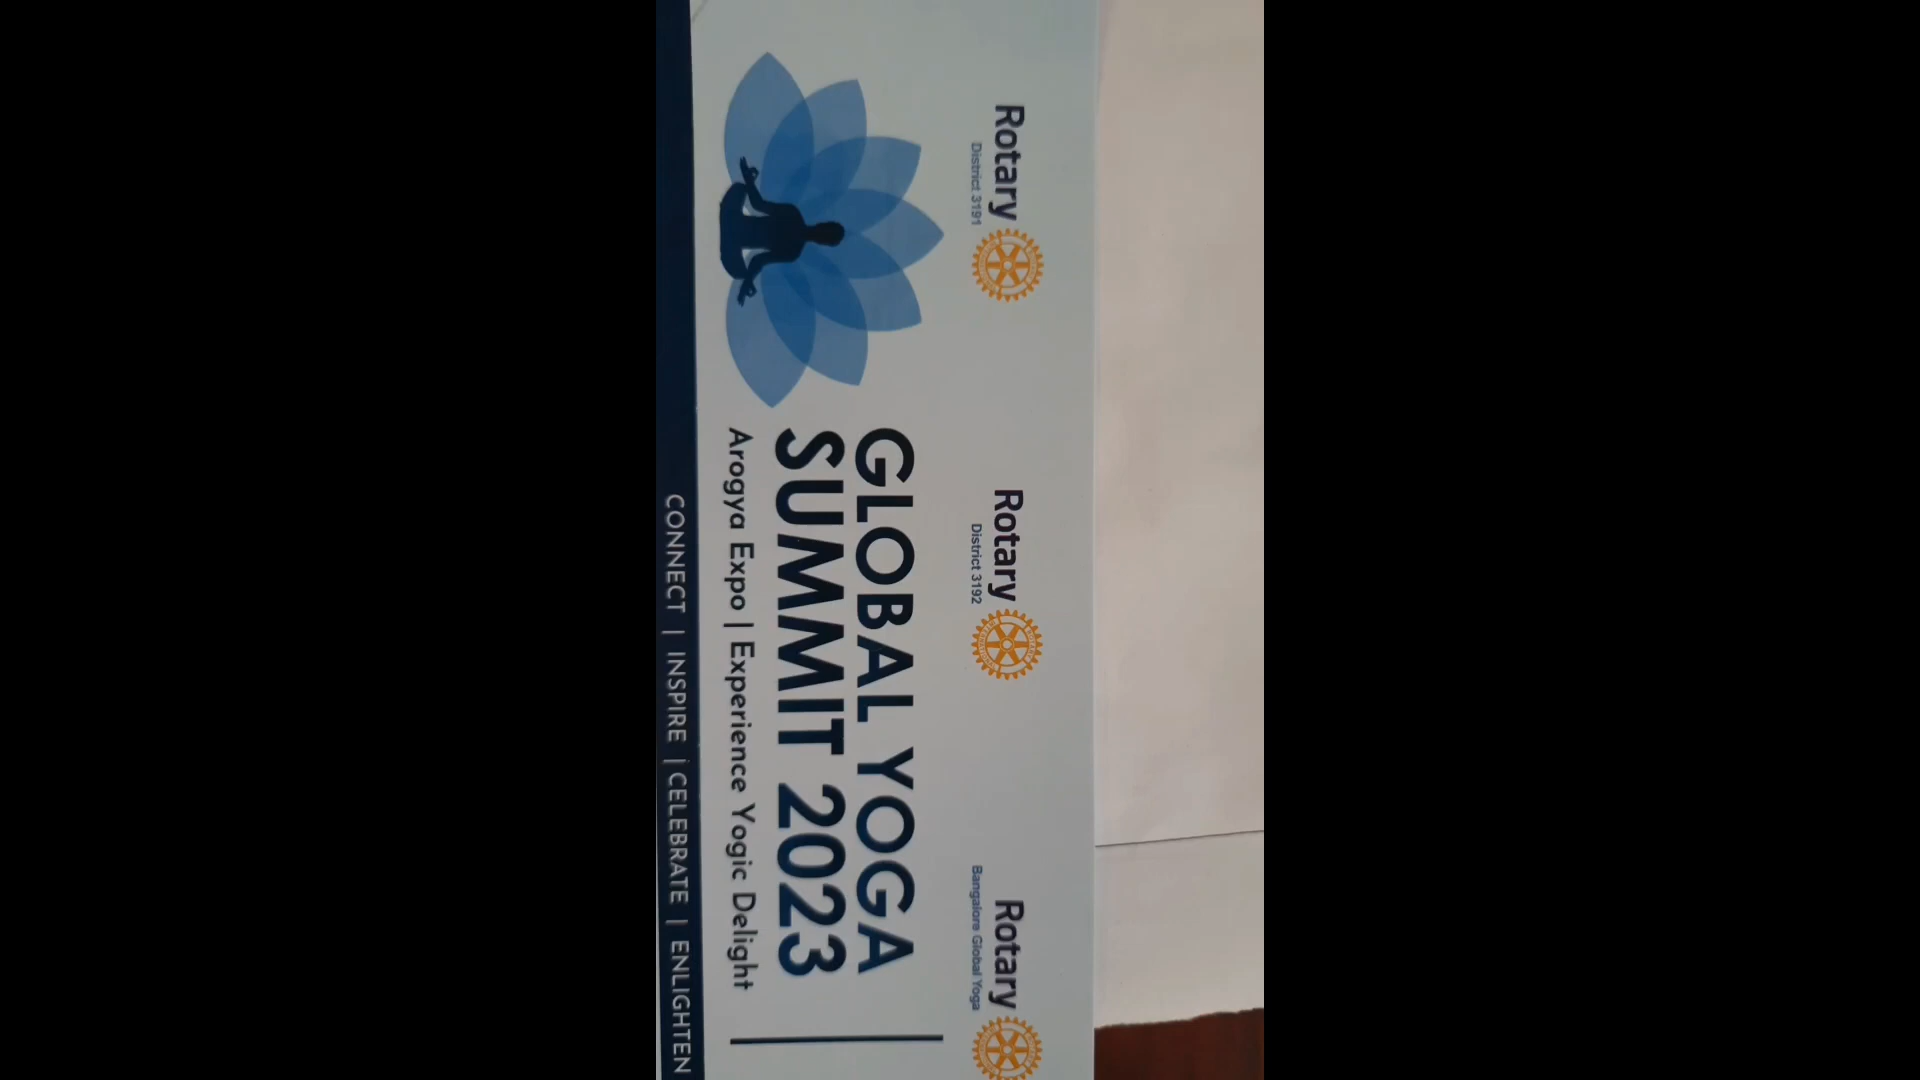 Rotary
District 3191
Rotary
District 3192
Rotary
Bangalore Global Yoga
GLOBAL YOGA
SUMMIT 2023
Arogya Expo | Experience Yogic Delight
CONNECT | INSPIRE | CELEBRATE | ENLIGHTEN